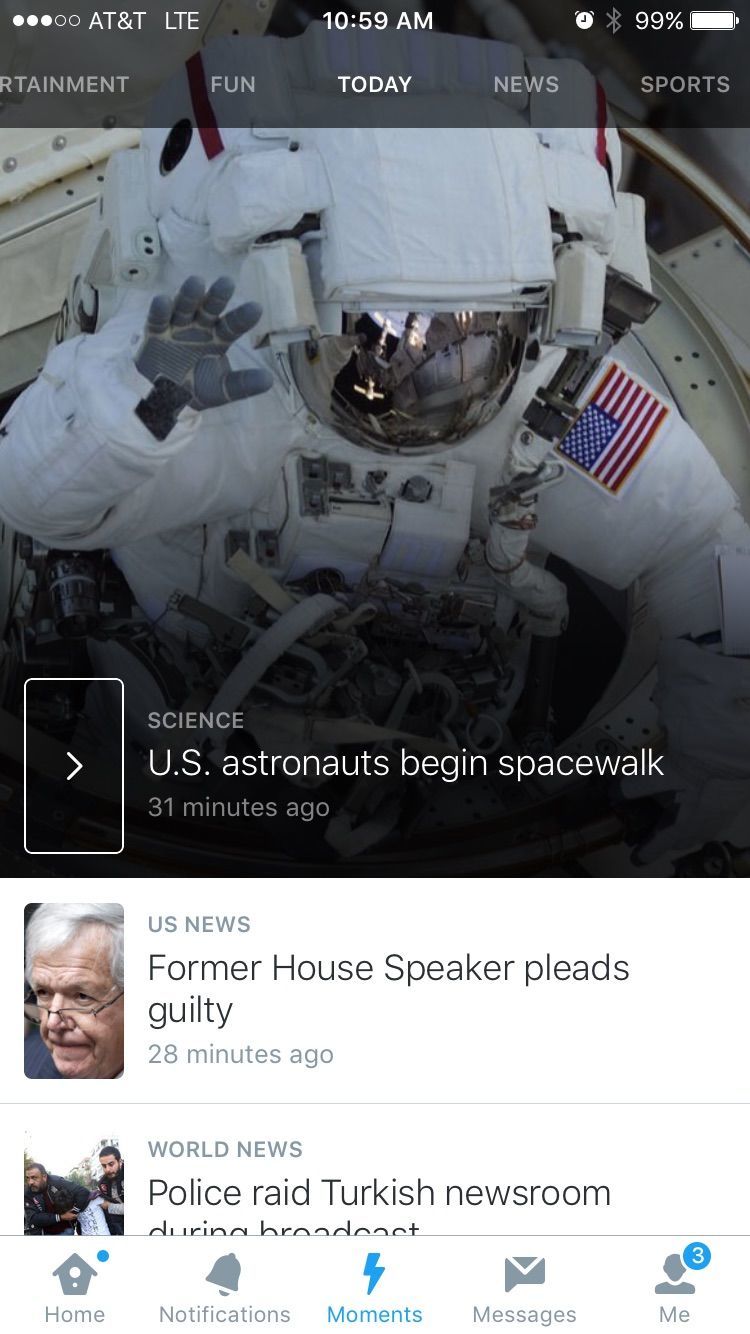 AT&T LTE 10:59 AM 99%
RTAINMENT FUN TODAY NEWS SPORTS
SCIENCE
U.S. astronauts begin spacewalk
31 minutes ago
US NEWS
Former House Speaker pleads
guilty
28 minutes ago
WORLD NEWS
Police raid Turkish newsroom
during broadcast
3
Home Notifications Moments Messages Me